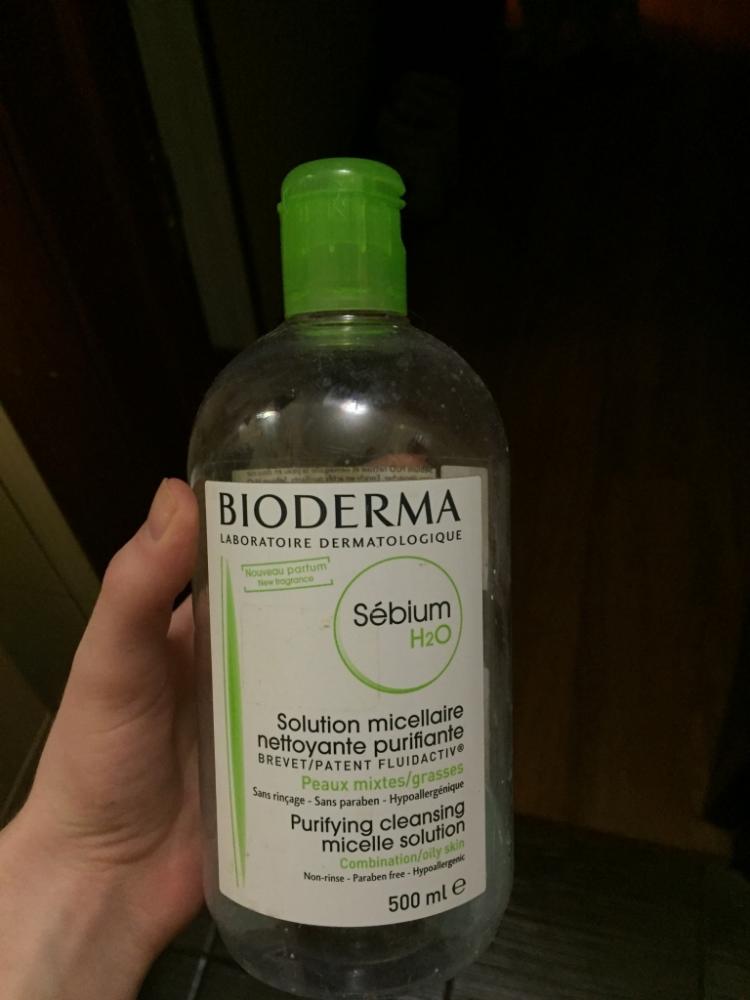 BIODERMA
LABORATOIRE DERMATOLOGIQUE
Nouveau parfum
New fragrance
Sébium
H2O
Solution micellaire
nettoyante purifiante
BREVET/PATENT FLUIDACTIV®
Peaux mixtes/grasses
Sans rinçage - Sans paraben - Hypoallergénique
Purifying cleansing
micelle solution
Combination/oily skin
Non-rinse - Paraben free - Hypoallergenic
500 ml e